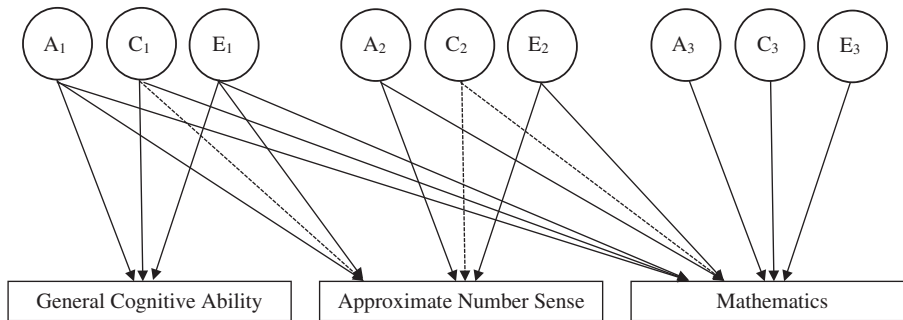 A1 C1 E1 A2 C2 E2 A3 C3 E3
General Cognitive Ability Approximate Number Sense Mathematics